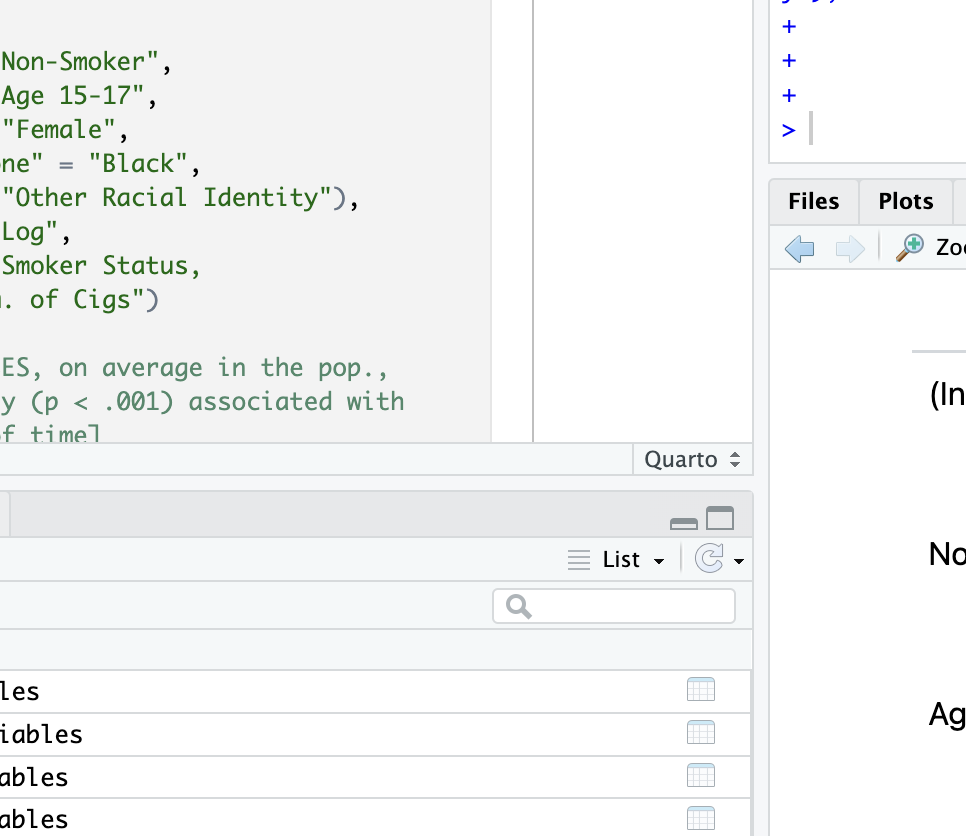 Non-Smoker",
Age 15-17",
"Female",
ne" = "Black",
"Other Racial Identity"),
Log",
Smoker Status,
. of Cigs")
ES, on average in the pop.,
y (p < .001) associated with
f time]
Quarto
List
les
iables
ables
ables
+
+
+
>
Files Plots
Zoo
(In
No
Ag